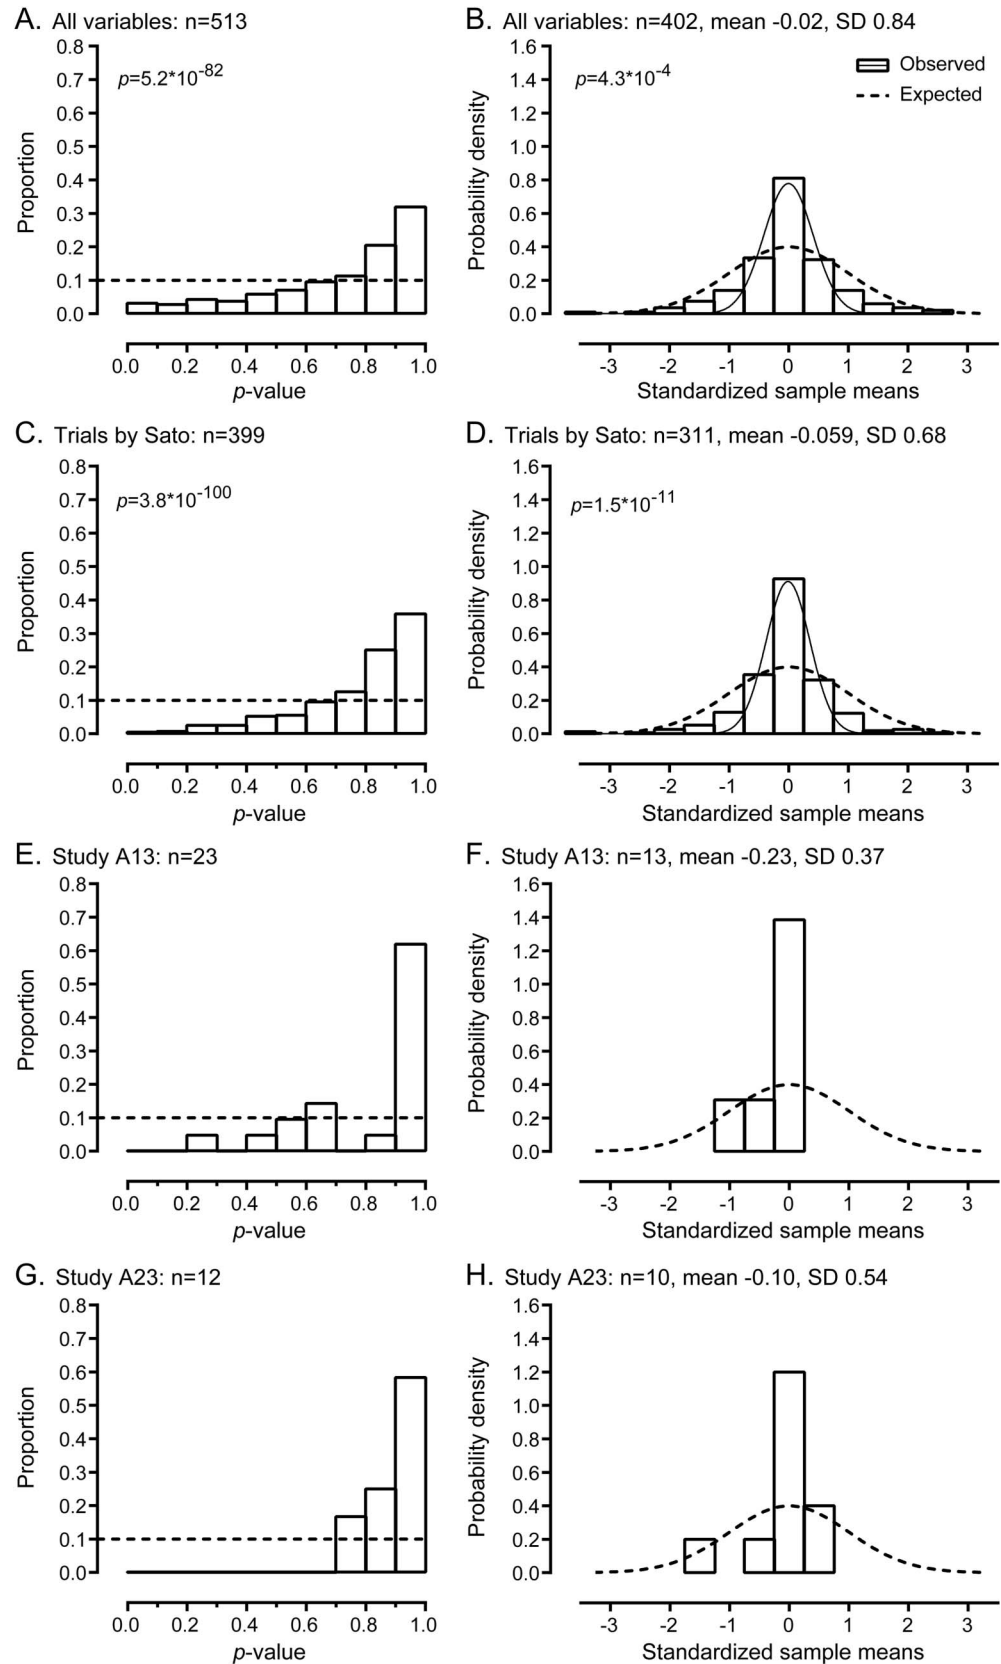 A. All variables: n=513
0.8
0.7
0.6
0.5
0.4
0.3
0.2
0.1
0.0
Proportion
p=5.2*10^-82
0.0 0.2 0.4 0.6 0.8 1.0
p-value
B. All variables: n=402, mean -0.02, SD 0.84
1.6
1.4
1.2
1.0
0.8
0.6
0.4
0.2
0.0
Probability density
p=4.3*10^-4
Observed
Expected
-3 -2 -1 0 1 2 3
Standardized sample means
C. Trials by Sato: n=399
0.8
0.7
0.6
0.5
0.4
0.3
0.2
0.1
0.0
Proportion
p=3.8*10^-100
0.0 0.2 0.4 0.6 0.8 1.0
p-value
D. Trials by Sato: n=311, mean -0.059, SD 0.68
1.6
1.4
1.2
1.0
0.8
0.6
0.4
0.2
0.0
Probability density
p=1.5*10^-11
-3 -2 -1 0 1 2 3
Standardized sample means
E. Study A13: n=23
0.8
0.7
0.6
0.5
0.4
0.3
0.2
0.1
0.0
Proportion
0.0 0.2 0.4 0.6 0.8 1.0
p-value
F. Study A13: n=13, mean -0.23, SD 0.37
1.6
1.4
1.2
1.0
0.8
0.6
0.4
0.2
0.0
Probability density
-3 -2 -1 0 1 2 3
Standardized sample means
G. Study A23: n=12
0.8
0.7
0.6
0.5
0.4
0.3
0.2
0.1
0.0
Proportion
0.0 0.2 0.4 0.6 0.8 1.0
p-value
H. Study A23: n=10, mean -0.10, SD 0.54
1.6
1.4
1.2
1.0
0.8
0.6
0.4
0.2
0.0
Probability density
-3 -2 -1 0 1 2 3
Standardized sample means